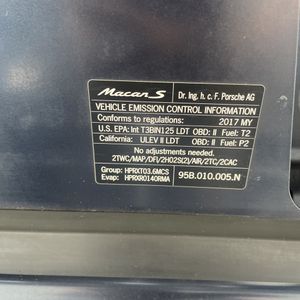 Macan S Dr. Ing. h. c. F. Porsche AG
VEHICLE EMISSION CONTROL INFORMATION
Conforms to regulations: 2017 MY
U.S. EPA: Int T3BIN125 LDT OBD: II Fuel: T2
California: ULEV II LDT OBD: II Fuel: P2
No adjustments needed.
2TWC/MAP/DFI/2HO2S(2)/AIR/2TC/2CAC
Group: HPRXT03.6MCS
Evap: HPRXR0140RMA
95B.010.005.N